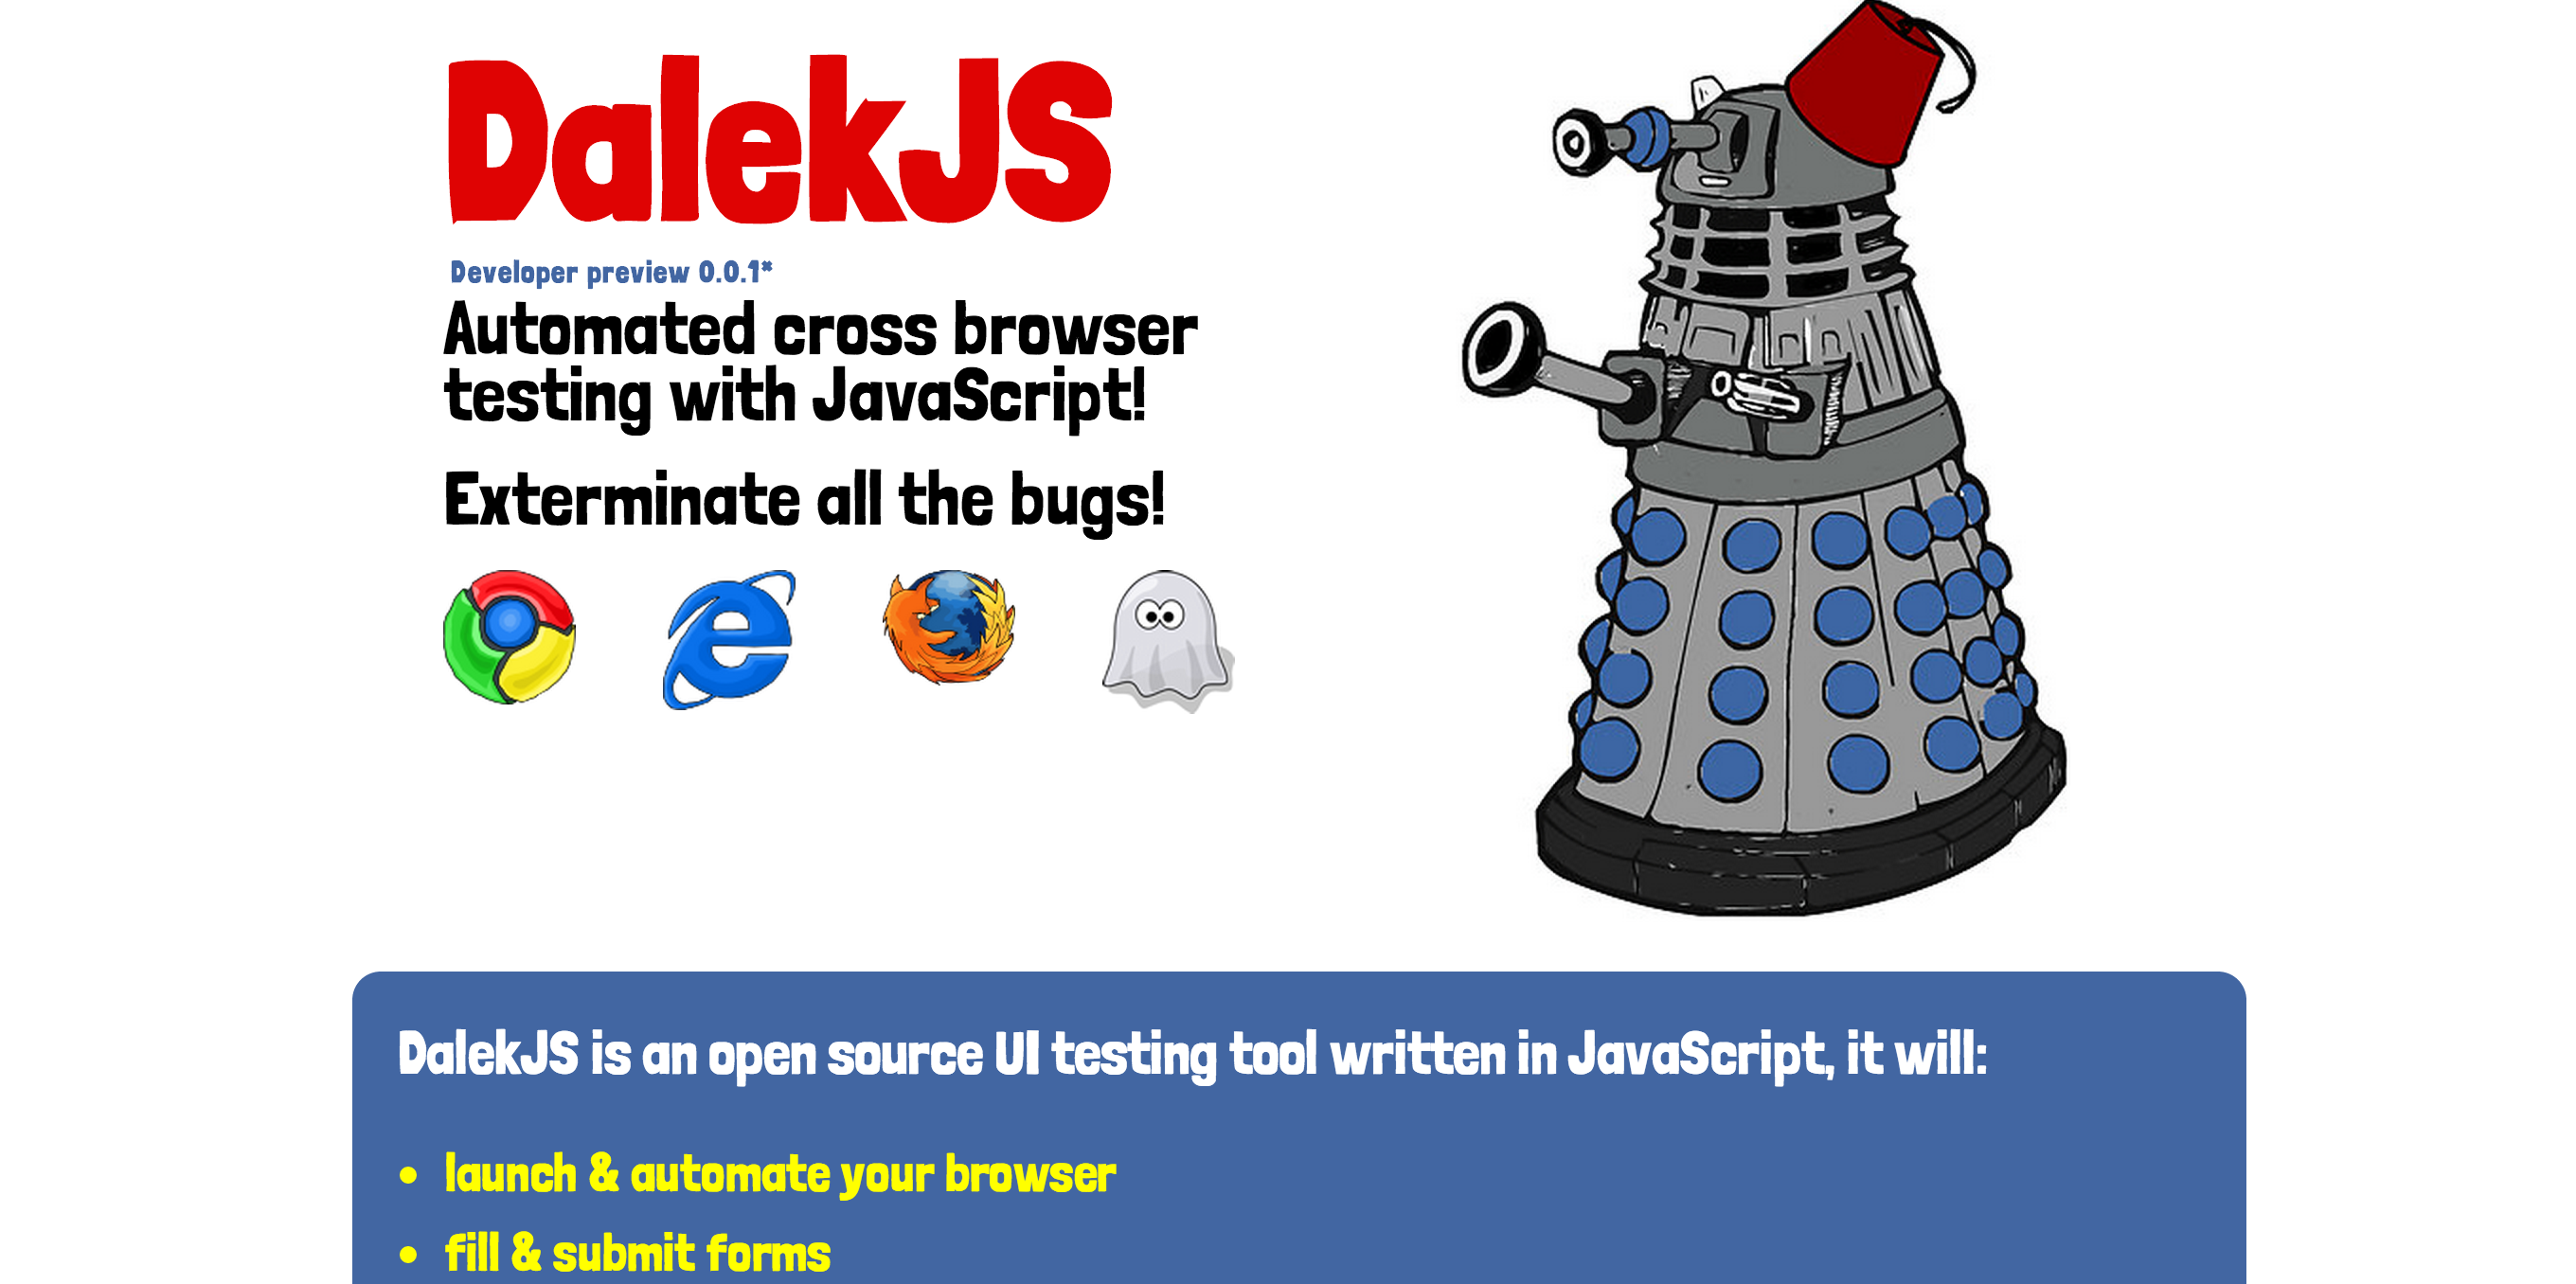 DalekJS
Developer preview 0.0.1*
Automated cross browser
testing with JavaScript!
Exterminate all the bugs!
DalekJS is an open source UI testing tool written in JavaScript, it will:
• launch & automate your browser
• fill & submit forms